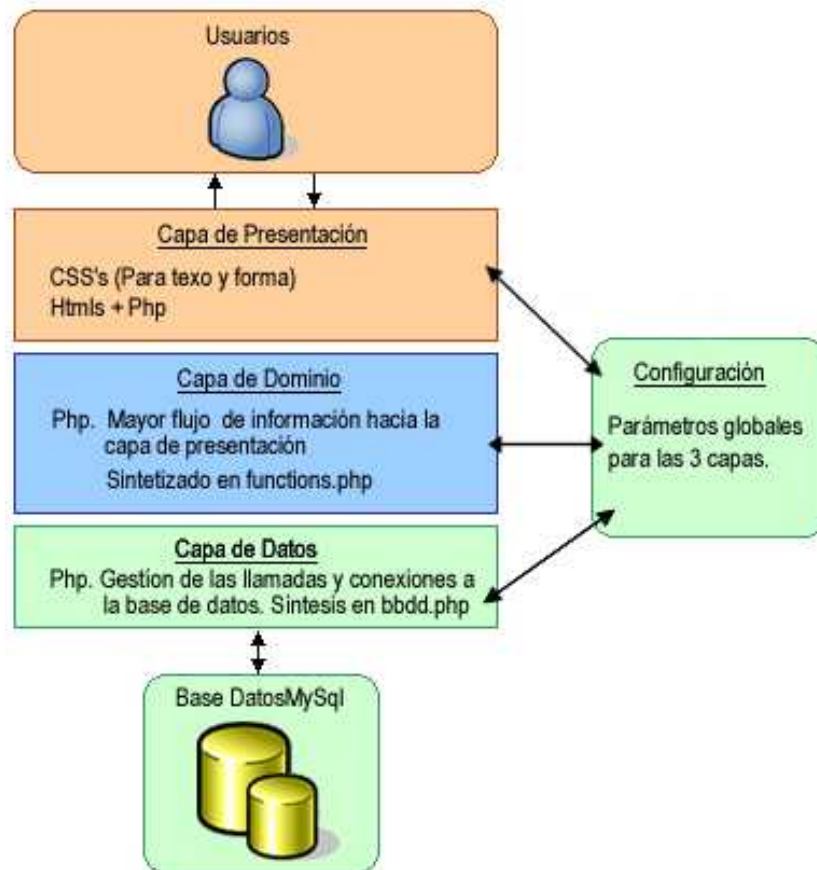 Usuarios
Capa de Presentación
CSS's (Para texo y forma)
Htmls + Php
Capa de Dominio
Php. Mayor flujo de información hacia la
capa de presentación
Sintetizado en functions.php
Capa de Datos
Php. Gestion de las llamadas y conexiones a
la base de datos. Sintesis en bbdd.php
Base DatosMySql
Configuración
Parámetros globales
para las 3 capas.